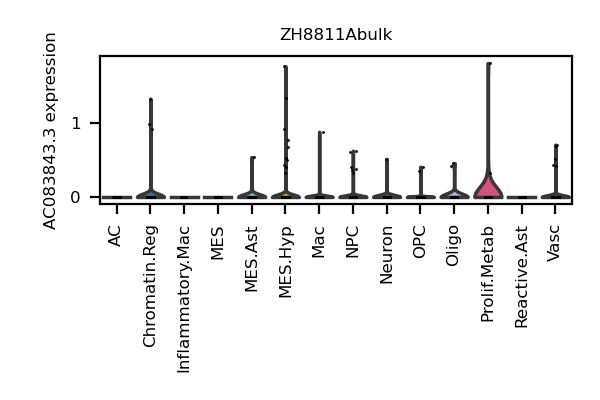 ZH8811Abulk
AC083843.3 expression
1
0
AC
Chromatin.Reg
Inflammatory.Mac
MES
MES.Ast
MES.Hyp
Mac
NPC
Neuron
OPC
Oligo
Prolif.Metab
Reactive.Ast
Vasc